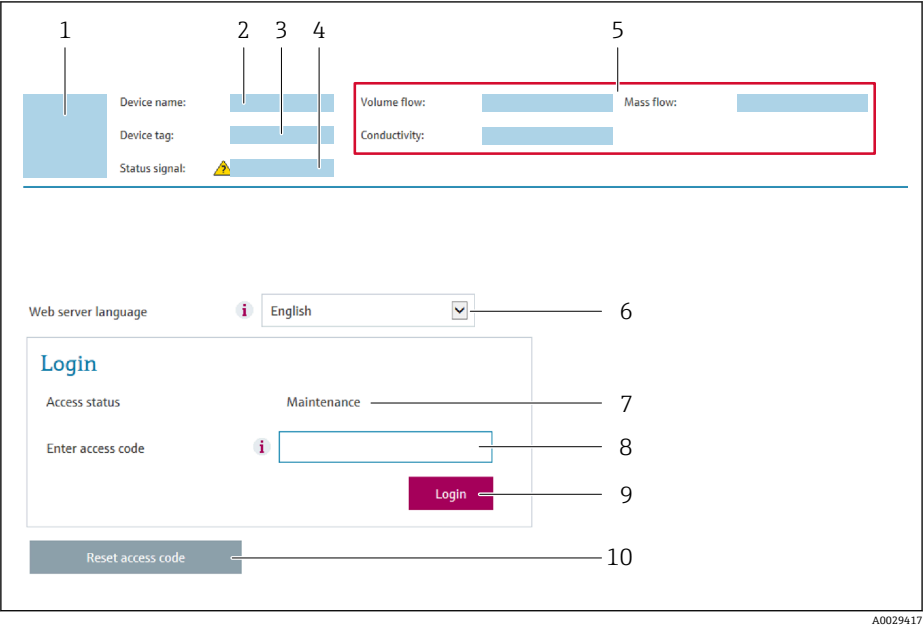 1 2 3 4 5
Device name:
Volume flow: Mass flow:
Device tag:
Conductivity:
Status signal: ?
Web server language i English 6
Login
Access status Maintenance 7
Enter access code i 8
Login 9
Reset access code 10
A0029417